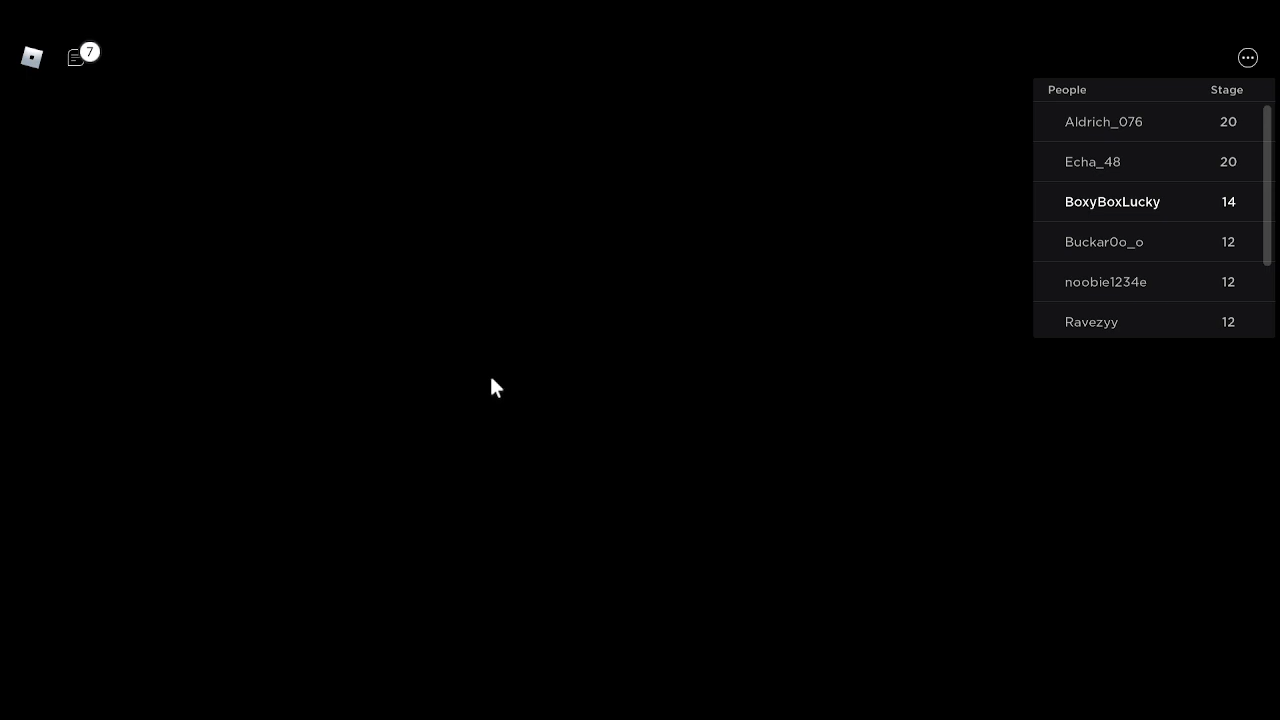 7
People Stage
Aldrich_076 20
Echa_48 20
BoxyBoxLucky 14
Buckar0o_o 12
noobie1234e 12
Ravezyy 12